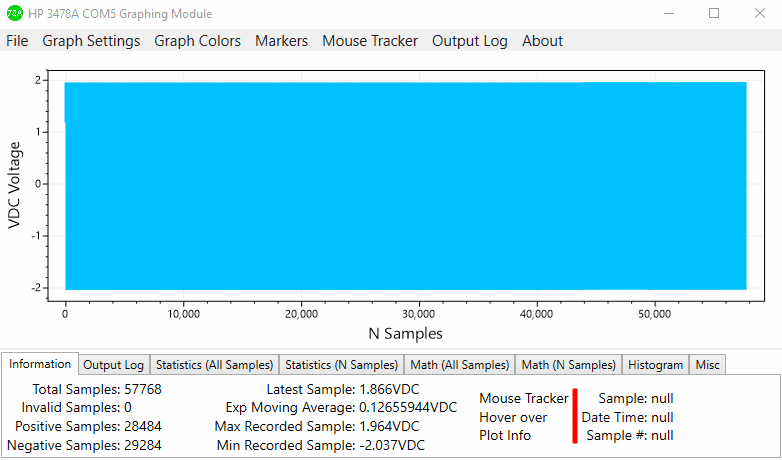 78A HP 3478A COM5 Graphing Module
File Graph Settings Graph Colors Markers Mouse Tracker Output Log About
VDC Voltage
2
1
0
-1
-2
0 10,000 20,000 30,000 40,000 50,000
N Samples
Information Output Log Statistics (All Samples) Statistics (N Samples) Math (All Samples) Math (N Samples) Histogram Misc
Total Samples: 57768
Invalid Samples: 0
Positive Samples: 28484
Negative Samples: 29284
Latest Sample: 1.866VDC
Exp Moving Average: 0.12655944VDC
Max Recorded Sample: 1.964VDC
Min Recorded Sample: -2.037VDC
Mouse Tracker
Hover over
Plot Info
Sample: null
Date Time: null
Sample #: null